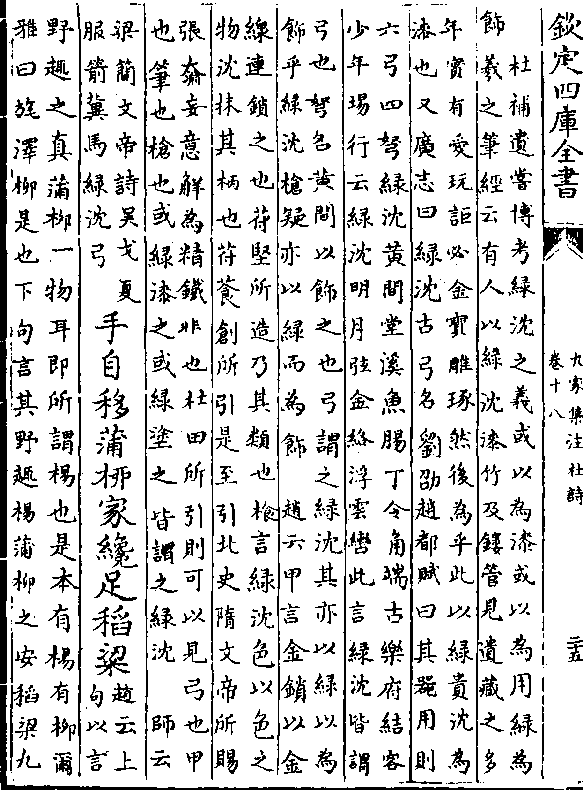 欽定四庫全書
九家集注杜詩
卷十八
二十五
杜補遺嘗博考緑沈之義或以為漆或以為用緑為
飾羲之筆經云有人以緑沈漆竹及鏤管見遺藏之多
年實有愛玩詎必金寳雕琢然後為乎此以緑貴沈為
漆也又廣志曰緑沈古弓名劉劭趙都賦曰其器用則
六弓四弩緑沈黄間堂溪魚腸丁令角端古樂府結客
少年塲行云緑沈明月弦金絡浮雲轡此言緑沈皆謂
弓也弩名黄間以飾之也弓謂之緑沈其亦以緑以為
飾乎緑沈槍疑亦以緑而為飾 趙云甲言金鎖以金
線連鎖之也苻堅所造乃其類也槍言緑沈色以色之
物沈抹其柄也苻萇創所引是至引北史隋文帝所賜
張奫妄意解為精鐵非也杜田所引則可以見弓也甲
也筆也槍也或緑漆之或緑塗之皆謂之緑沈 師云
梁簡文帝詩吳戈夏
服箭冀馬緑沈弓
手自移蒲栁家纔足稻粱
趙云上
句以言
野趣之真蒲柳一物耳即所謂楊也是本有楊有柳爾
雅曰旄澤柳是也下句言其野趣楊蒲柳之安稻粱九